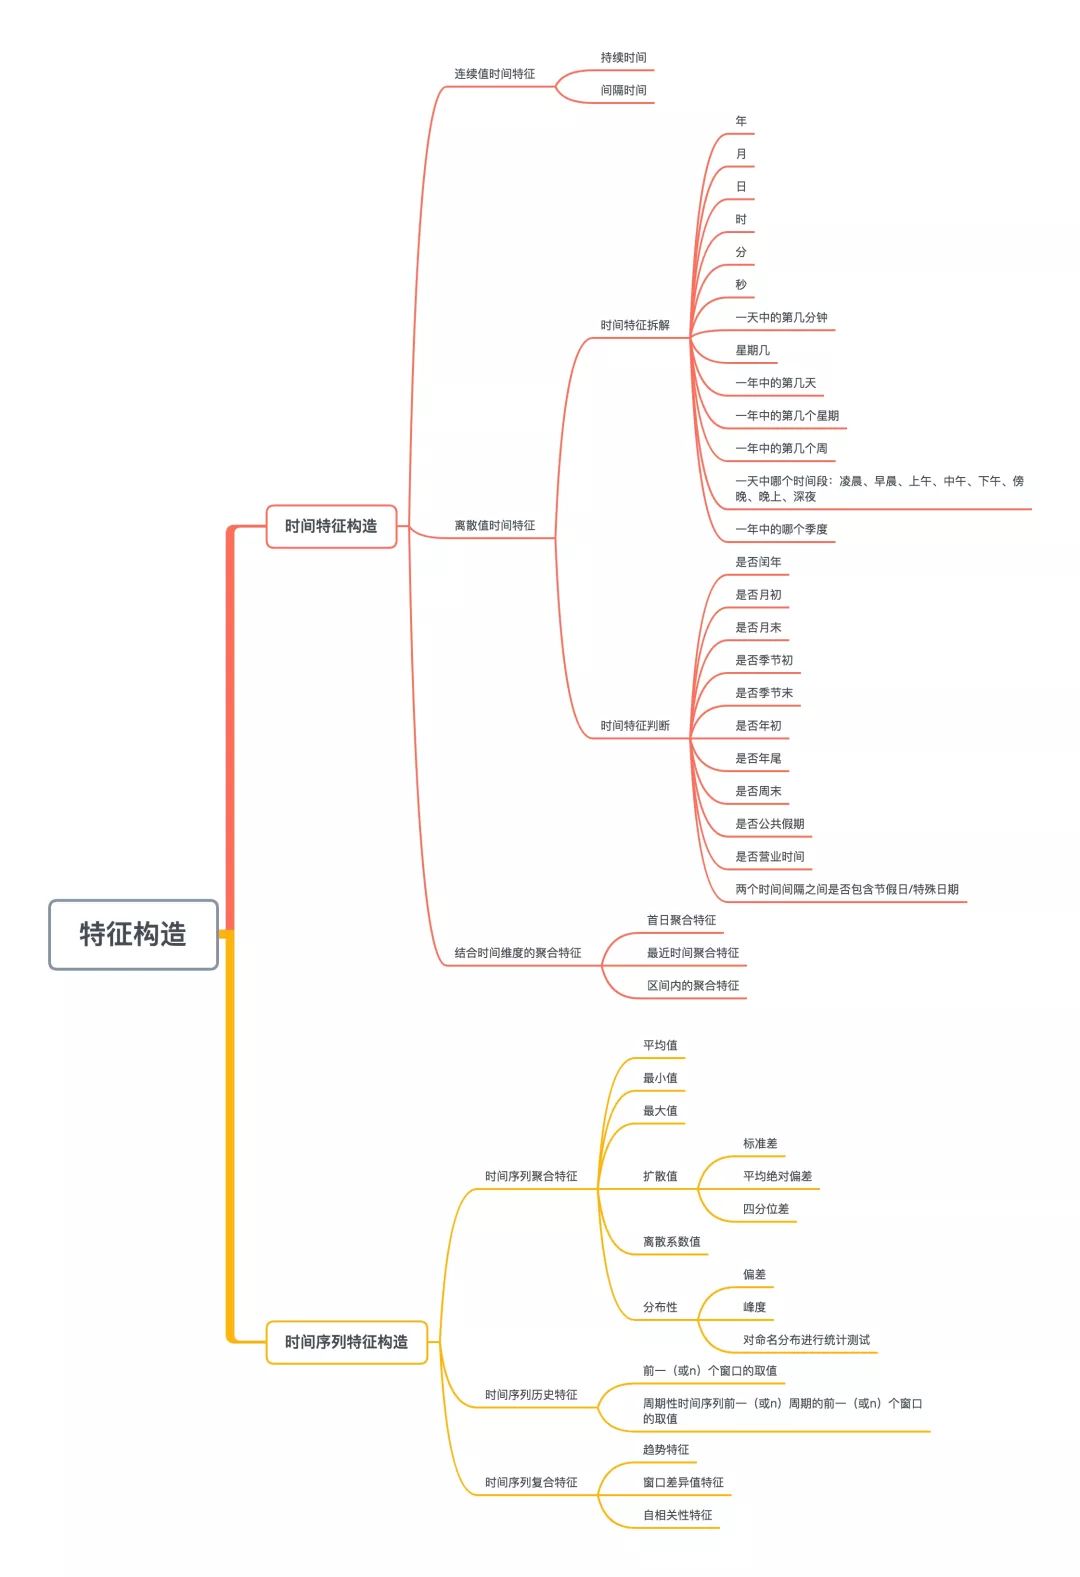 特征构造
时间特征构造
连续值时间特征
持续时间
间隔时间
离散值时间特征
时间特征拆解
年
月
日
时
分
秒
一天中的第几分钟
星期几
一年中的第几天
一年中的第几个星期
一年中的第几个周
一天中哪个时间段：凌晨、早晨、上午、中午、下午、傍
晚、晚上、深夜
一年中的哪个季度
时间特征判断
是否闰年
是否月初
是否月末
是否季节初
是否季节末
是否年初
是否年尾
是否周末
是否公共假期
是否营业时间
两个时间间隔之间是否包含节假日/特殊日期
结合时间维度的聚合特征
首日聚合特征
最近时间聚合特征
区间内的聚合特征
时间序列特征构造
时间序列聚合特征
平均值
最小值
最大值
扩散值
标准差
平均绝对偏差
四分位差
离散系数值
分布性
偏差
峰度
对命名分布进行统计测试
时间序列历史特征
前一（或n）个窗口的取值
周期性时间序列前一（或n）周期的前一（或n）个窗口
的取值
时间序列复合特征
趋势特征
窗口差异值特征
自相关性特征